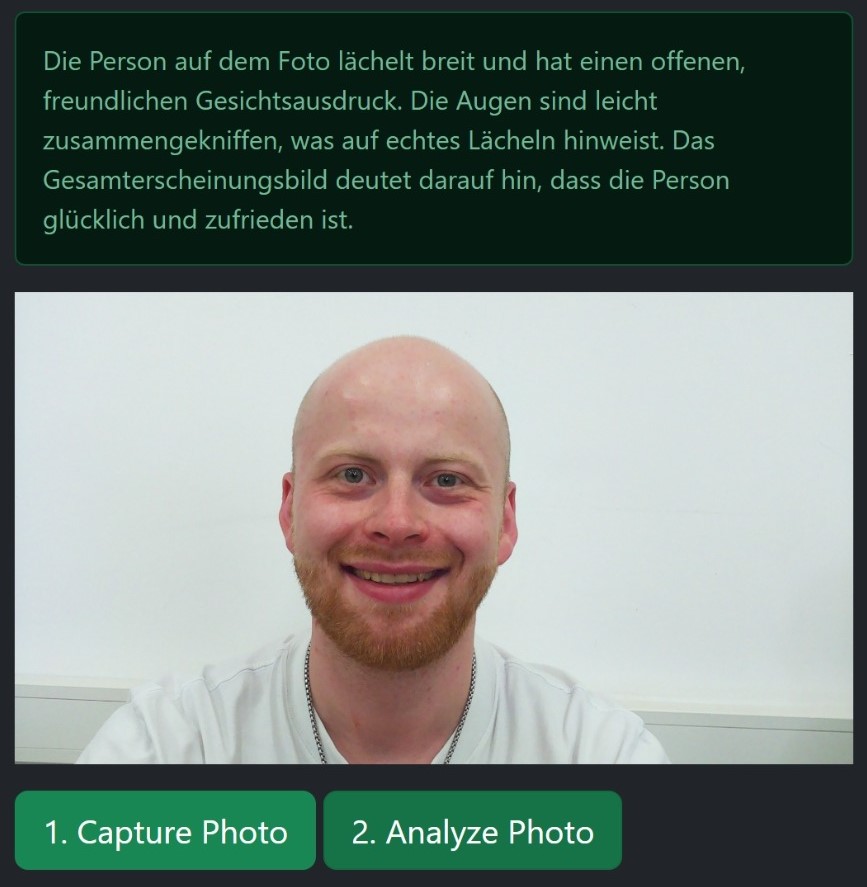 Die Person auf dem Foto lächelt breit und hat einen offenen,
freundlichen Gesichtsausdruck. Die Augen sind leicht
zusammengekniffen, was auf echtes Lächeln hinweist. Das
Gesamterscheinungsbild deutet darauf hin, dass die Person
glücklich und zufrieden ist.
1. Capture Photo
2. Analyze Photo